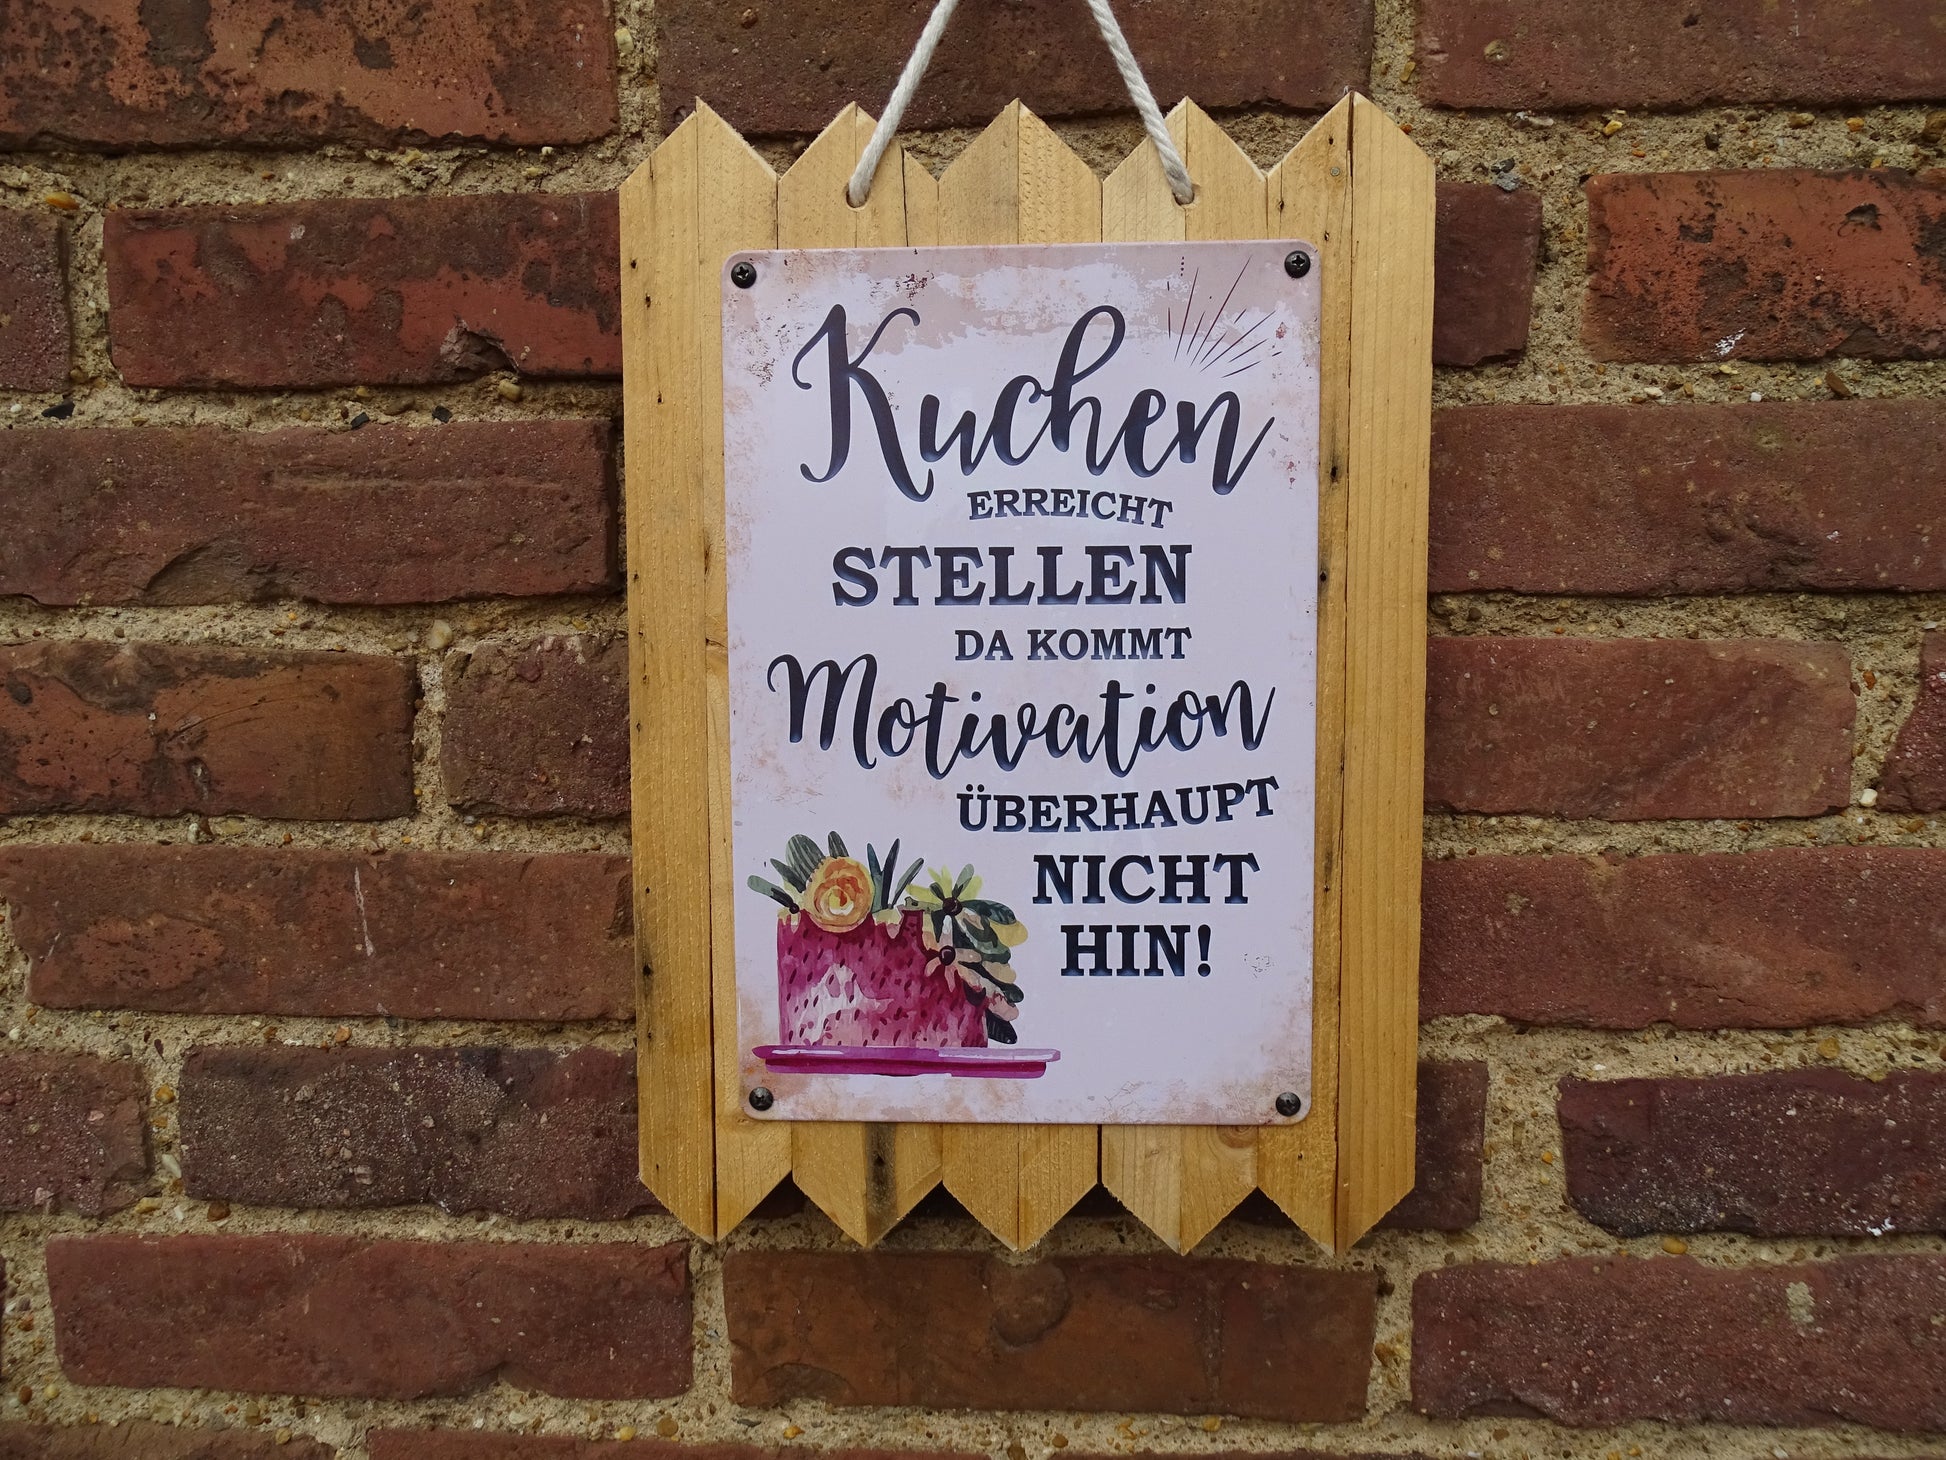 Kuchen
ERREICHT
STELLEN
DA KOMMT
Motivation
ÜBERHAUPT
NICHT
HIN!